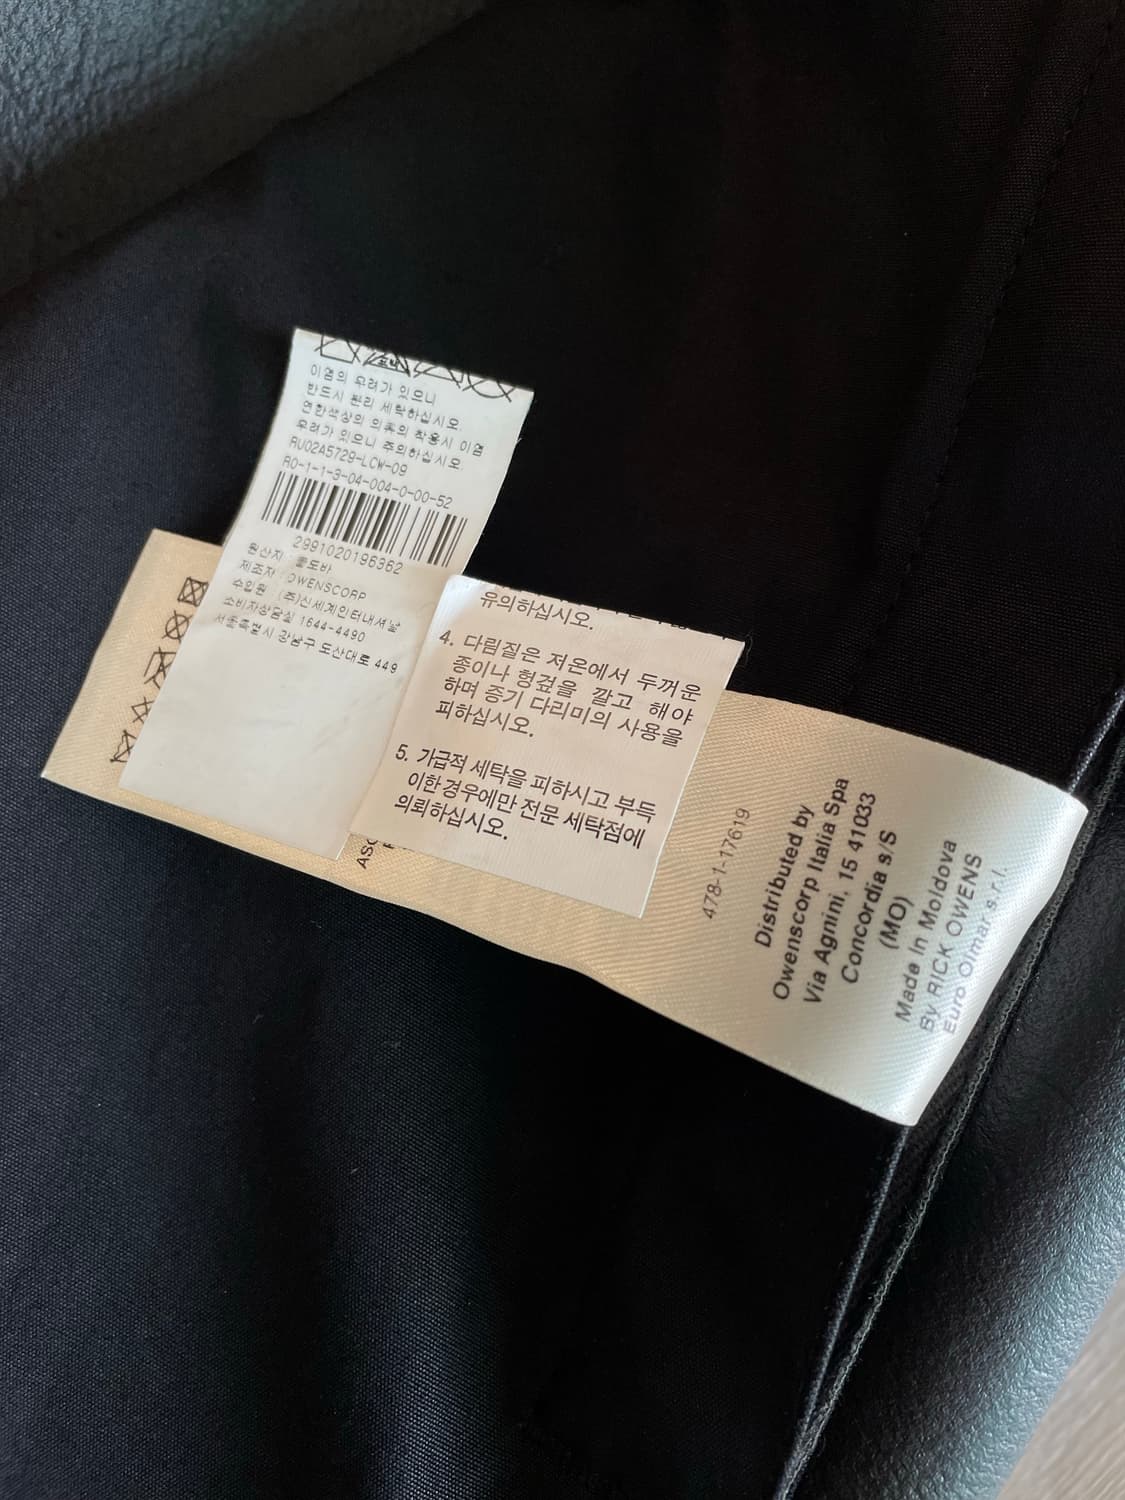 이염의 우려가 있으니
반드시 분리 세탁하십시오.
연한색상의 의류의 착용시 이염
우려가 있으니 주의하십시오.
RU02A5729-LCW-09
RO-1-1-3-04-004-0-00-52
2991020196362
원산지 몰도바
제조자 OWENSCORP
수입원 (주)신세계인터내셔날
소비자상담실 1644-4490
서울특별시 강남구 도산대로 449
유의하십시오.
4. 다림질은 저온에서 두꺼운
종이나 헝겊을 깔고 해야
하며 증기 다리미의 사용을
피하십시오.
5. 가급적 세탁을 피하시고 부득
이한 경우에만 전문 세탁점에
의뢰하십시오.
478-1-17619
Distributed by
Owenscorp Italia Spa
Via Agnini, 15 41033
Concordia s/S
(MO)
Made In Moldova
By RICK OWENS
Euro Olmar s.r.l.